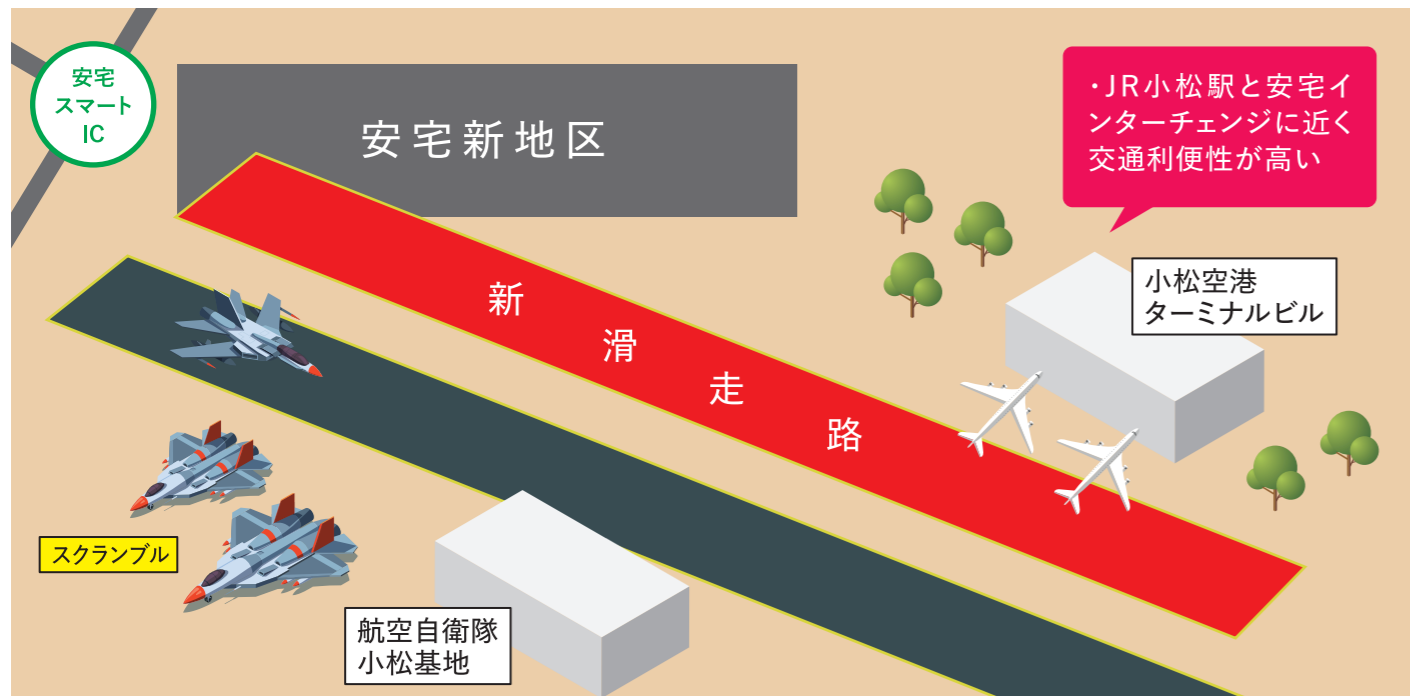 安宅
スマート
IC
安宅新地区
・JR小松駅と安宅イ
ンターチェンジに近く
交通利便性が高い
小松空港
ターミナルビル
新滑走路
スクランブル
航空自衛隊
小松基地